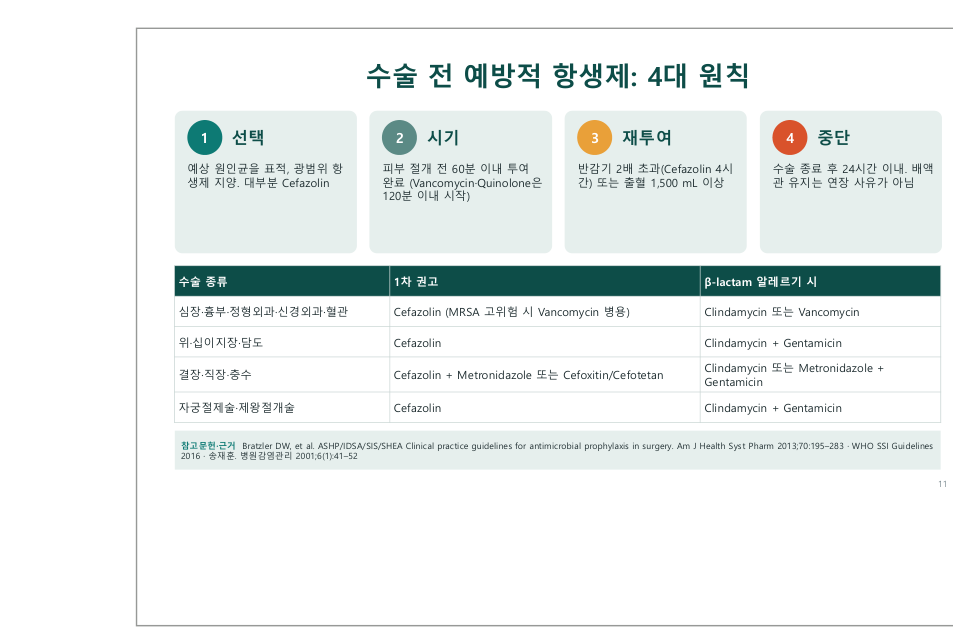 수술 전 예방적 항생제: 4대 원칙
1 선택
예상 원인균을 표적, 광범위 항
생제 지양. 대부분 Cefazolin
2 시기
피부 절개 전 60분 이내 투여
완료 (Vancomycin·Quinolone은
120분 이내 시작)
3 재투여
반감기 2배 초과(Cefazolin 4시
간) 또는 출혈 1,500 mL 이상
4 중단
수술 종료 후 24시간 이내. 배액
관 유지는 연장 사유가 아님
수술 종류 1차 권고 β-lactam 알레르기 시
심장·흉부·정형외과·신경외과·혈관 Cefazolin (MRSA 고위험 시 Vancomycin 병용) Clindamycin 또는 Vancomycin
위·십이지장·담도 Cefazolin Clindamycin + Gentamicin
결장·직장·충수 Cefazolin + Metronidazole 또는 Cefoxitin/Cefotetan Clindamycin 또는 Metronidazole +
Gentamicin
자궁절제술·제왕절개술 Cefazolin Clindamycin + Gentamicin
참고문헌·근거 Bratzler DW, et al. ASHP/IDSA/SIS/SHEA Clinical practice guidelines for antimicrobial prophylaxis in surgery. Am J Health Syst Pharm 2013;70:195–283 · WHO SSI Guidelines
2016 · 송재훈. 병원감염관리 2001;6(1):41–52
11